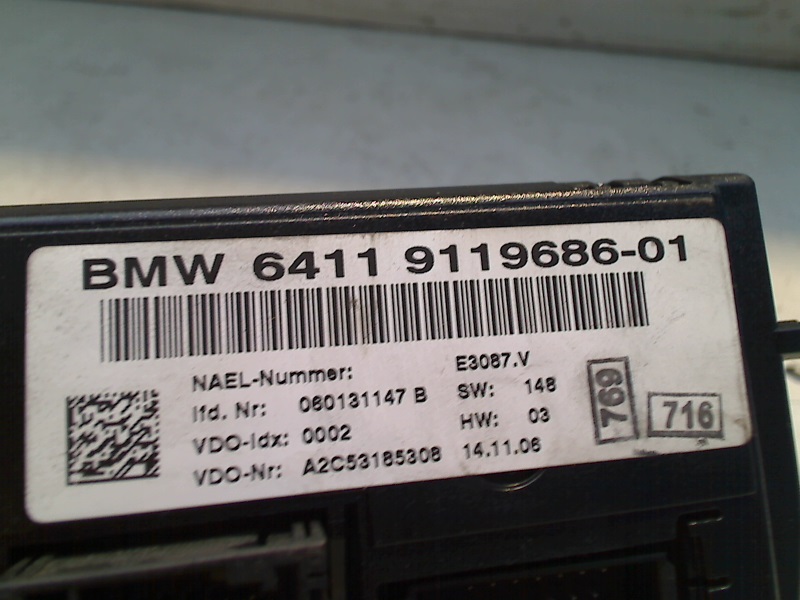 BMW 6411 9119686-01
NAEL-Nummer: E3087.V
lfd. Nr: 060131147 B SW: 148
VDO-Idx: 0002 HW: 03
VDO-Nr: A2C53185308 14.11.06
769
716